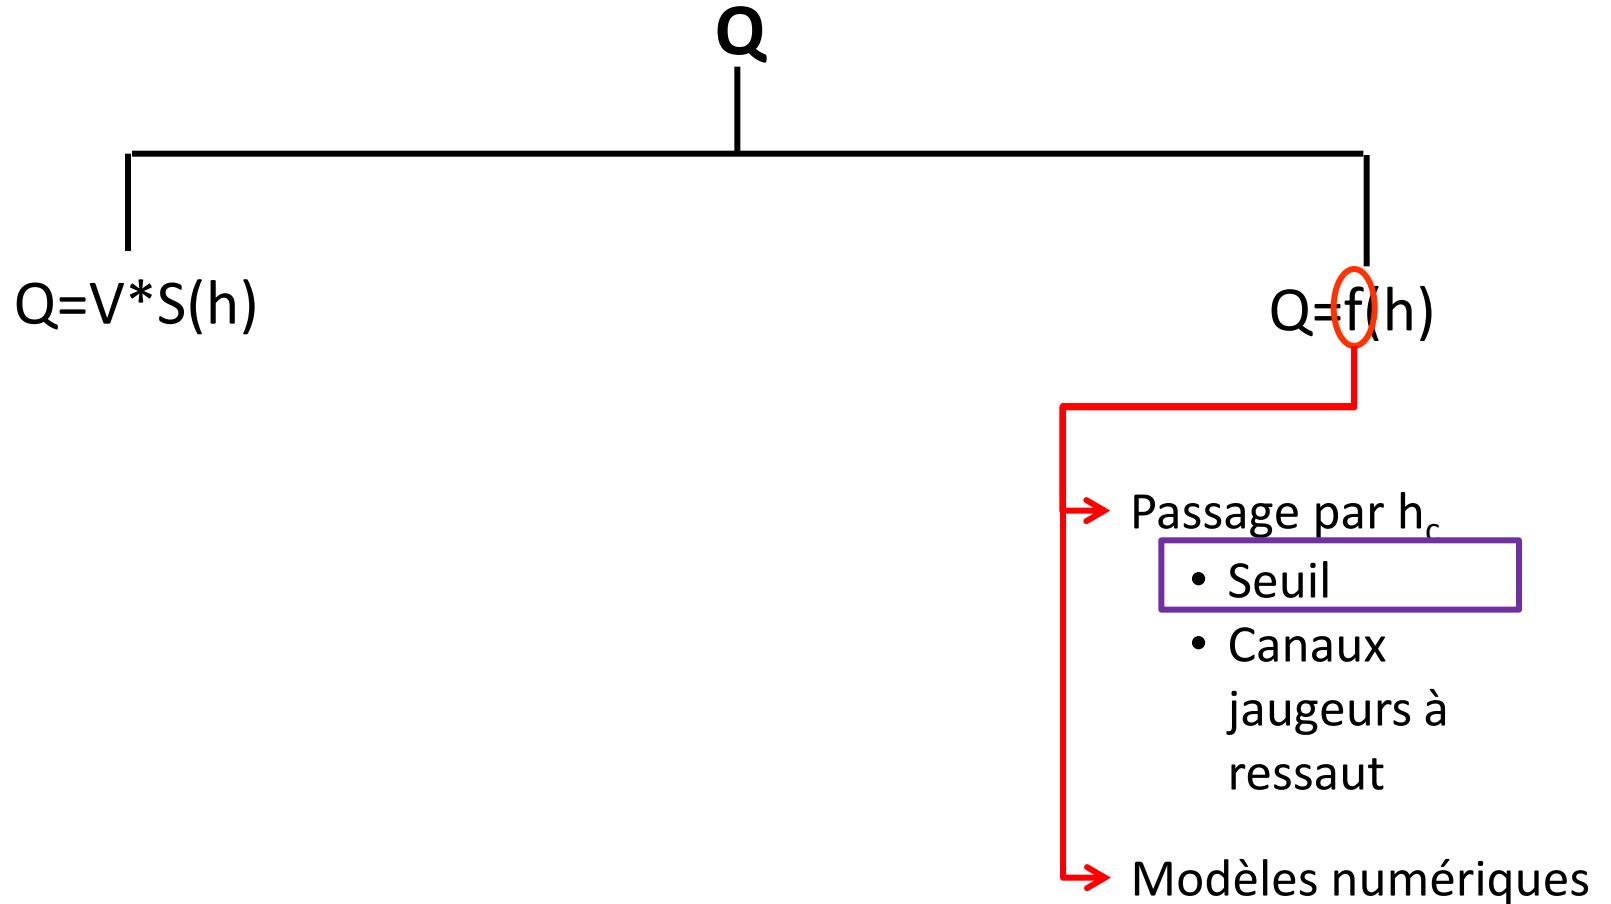 Q
Q=V*S(h)
Q=f(h)
Passage par hc
• Seuil
• Canaux
jaugeurs à
ressaut
Modèles numériques